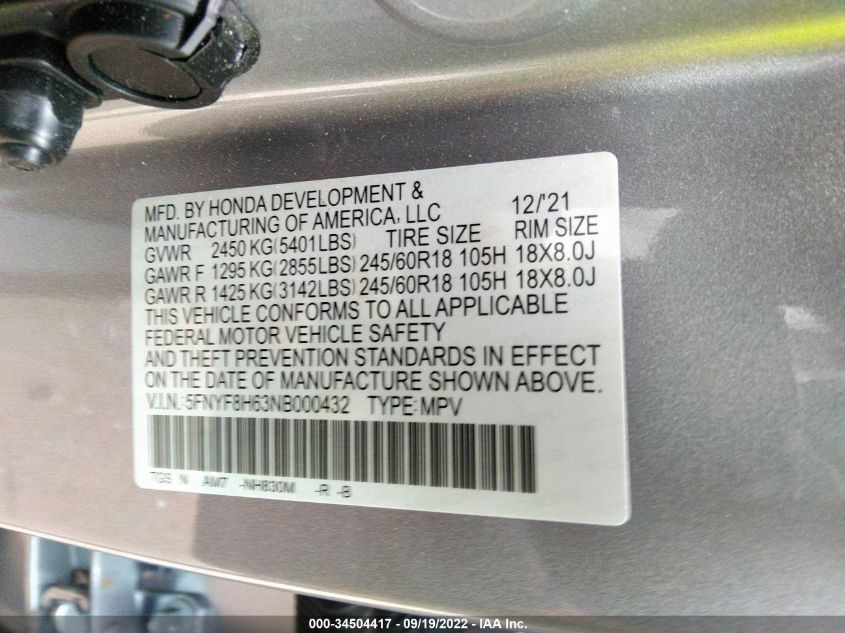 MFD. BY HONDA DEVELOPMENT &
MANUFACTURING OF AMERICA, LLC 12/'21
GVWR 2450 KG(5401LBS) TIRE SIZE RIM SIZE
GAWR F 1295 KG(2855LBS) 245/60R18 105H 18X8.0J
GAWR R 1425 KG(3142LBS) 245/60R18 105H 18X8.0J
THIS VEHICLE CONFORMS TO ALL APPLICABLE
FEDERAL MOTOR VEHICLE SAFETY
AND THEFT PREVENTION STANDARDS IN EFFECT
ON THE DATE OF MANUFACTURE SHOWN ABOVE.
V.I.N.: 5FNYF8H63NB000432 TYPE: MPV
TGS N AM7 -NH830M -R -B
000-34504417 - 09/19/2022 - IAA Inc.